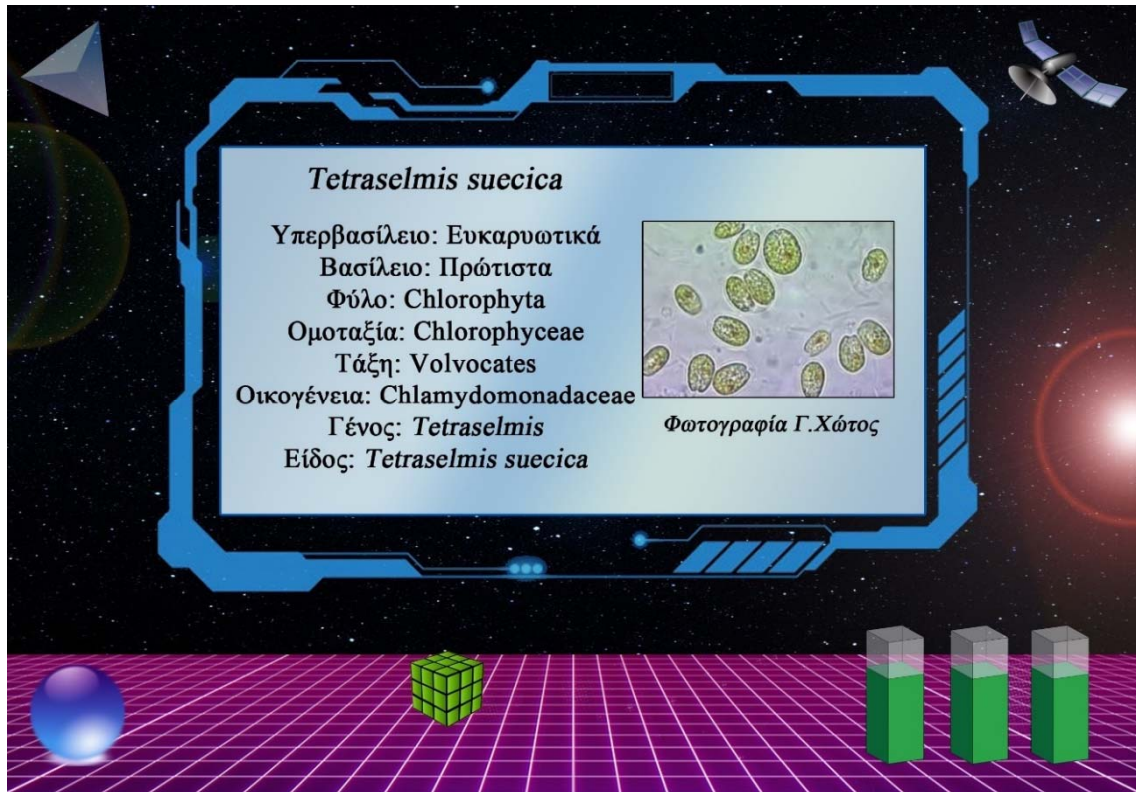 Tetraselmis suecica
Υπερβασίλειο: Ευκαρυωτικά
Βασίλειο: Πρώτιστα
Φύλο: Chlorophyta
Ομοταξία: Chlorophyceae
Τάξη: Volvocates
Οικογένεια: Chlamydomonadaceae
Γένος: Tetraselmis
Είδος: Tetraselmis suecica
Φωτογραφία Γ.Χώτος